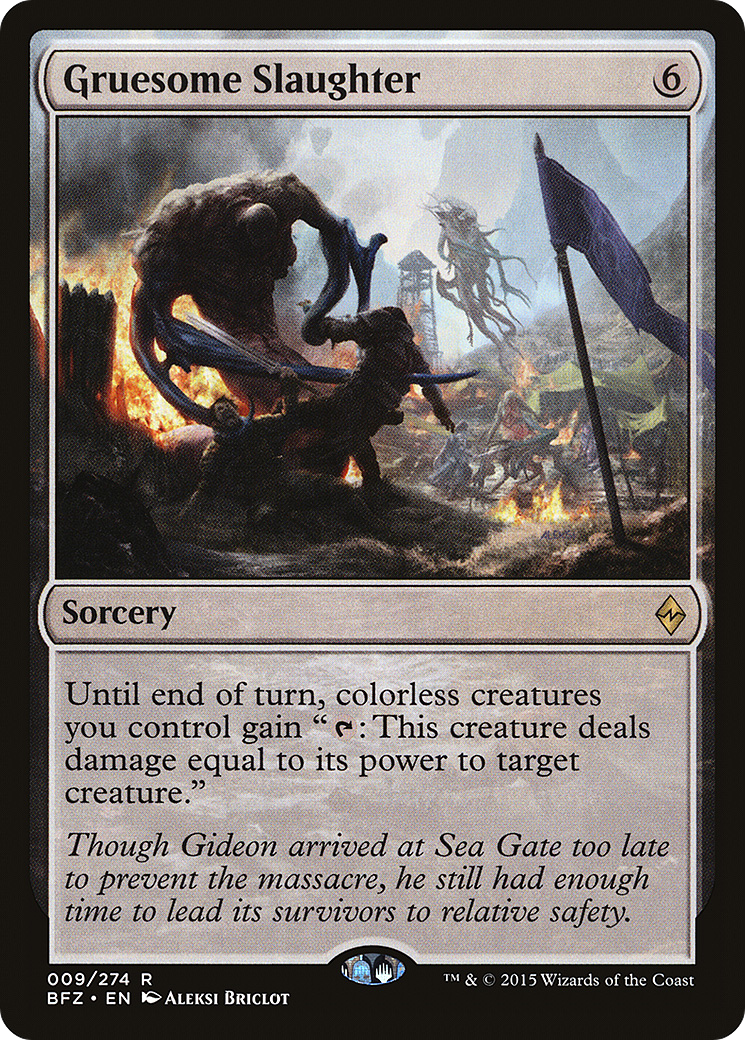 Gruesome Slaughter 6
Sorcery
Until end of turn, colorless creatures
you control gain “ : This creature deals
damage equal to its power to target
creature.”
Though Gideon arrived at Sea Gate too late
to prevent the massacre, he still had enough
time to lead its survivors to relative safety.
009/274 R
BFZ • EN Aleksi Briclot
™ & © 2015 Wizards of the Coast